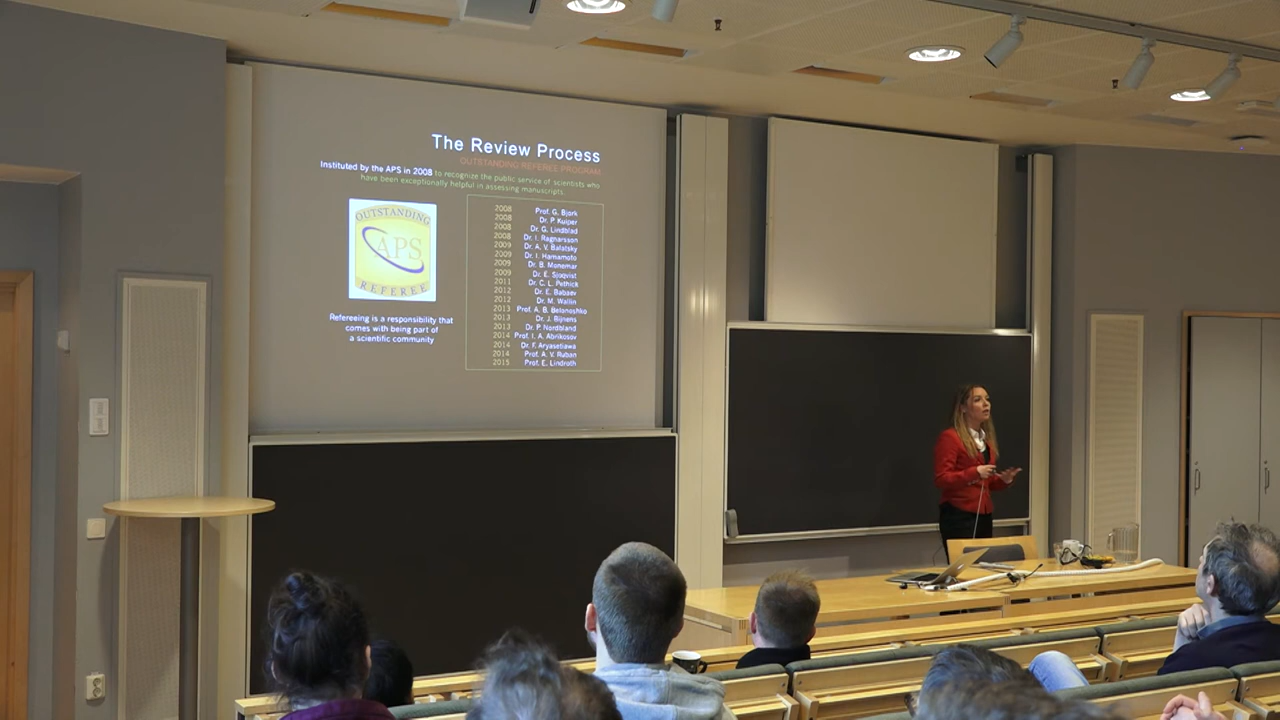 The Review Process
OUTSTANDING REFEREE PROGRAM
Instituted by the APS in 2008 to recognize the public service of scientists who
have been exceptionally helpful in assessing manuscripts.
OUTSTANDING
APS
REFEREE
Refereeing is a responsibility that
comes with being part of
a scientific community
2008 Prof. G. Bjork
2008 Dr. P. Kuiper
2008 Dr. G. Lindblad
2008 Dr. I. Ragnarsson
2009 Dr. A. V. Balatsky
2009 Dr. I. Hamamoto
2009 Dr. B. Monemar
2009 Dr. E. Sjoqvist
2011 Dr. C. L. Pethick
2012 Dr. E. Babaev
2012 Dr. M. Wallin
2013 Prof. A. B. Belonoshko
2013 Dr. J. Bijnens
2013 Dr. P. Nordblad
2014 Prof. I. A. Abrikosov
2014 Dr. F. Aryasetiawa
2014 Prof. A. V. Ruban
2015 Prof. E. Lindroth